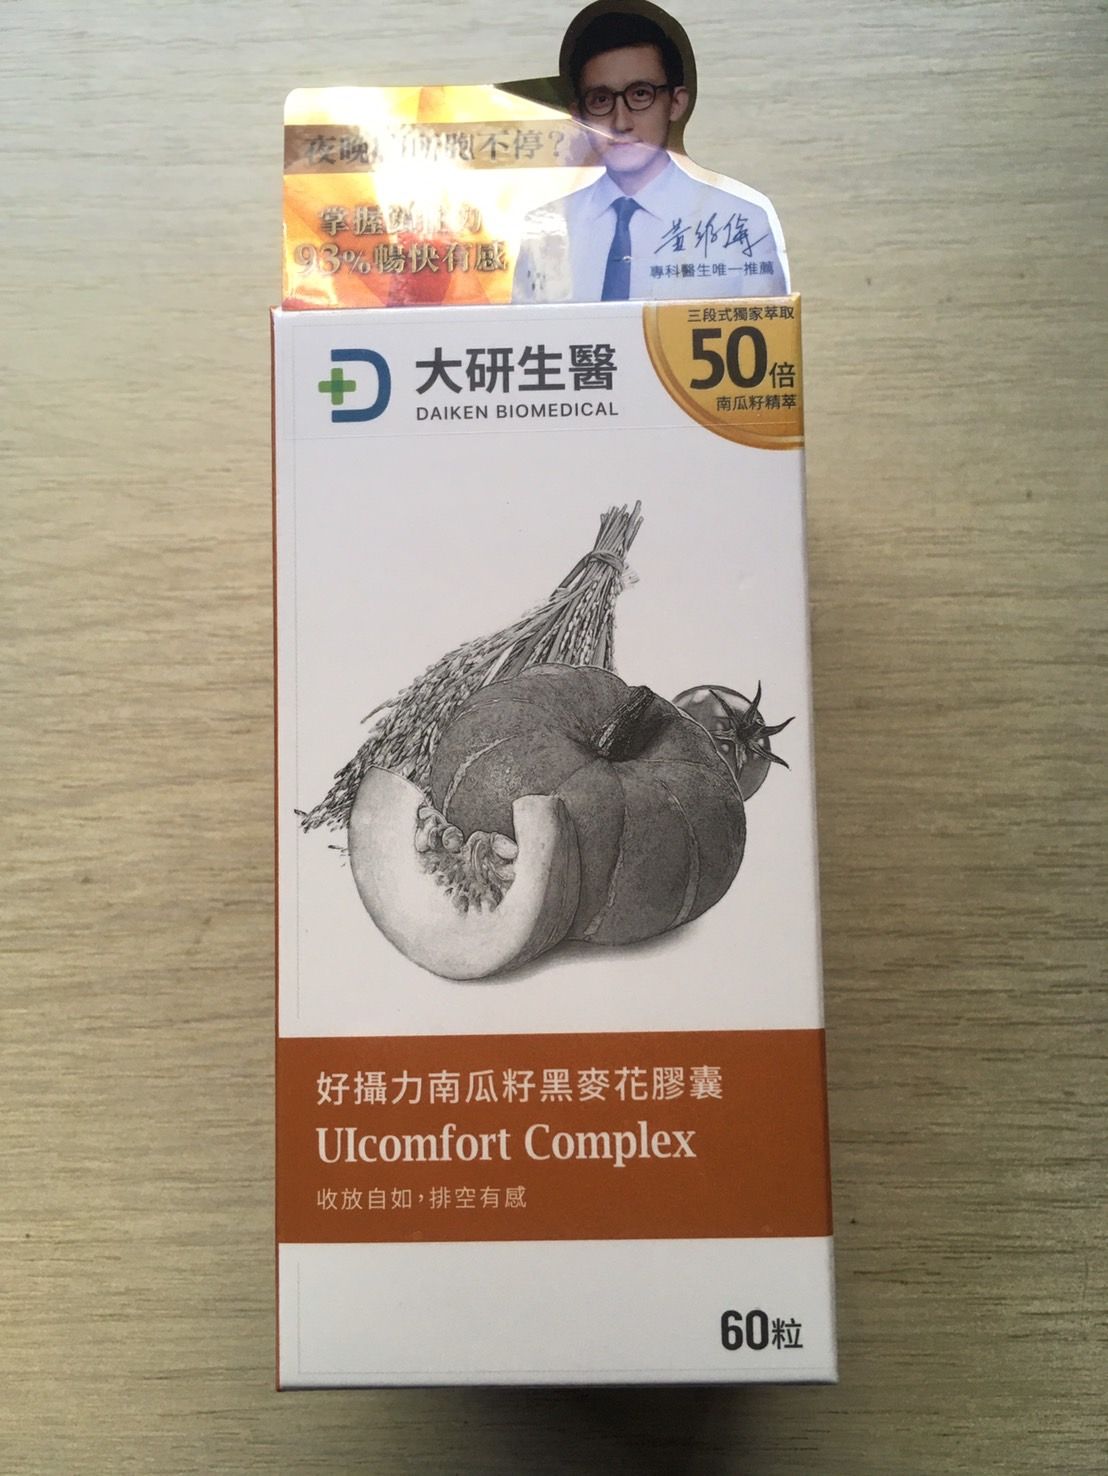 夜晚 跑不停?
掌握
93%暢快有感
專科醫生唯一推薦
三段式獨家萃取
50倍
南瓜籽精萃
大研生醫
DAIKEN BIOMEDICAL
好攝力南瓜籽黑麥花膠囊
UIcomfort Complex
收放自如,排空有感
60粒